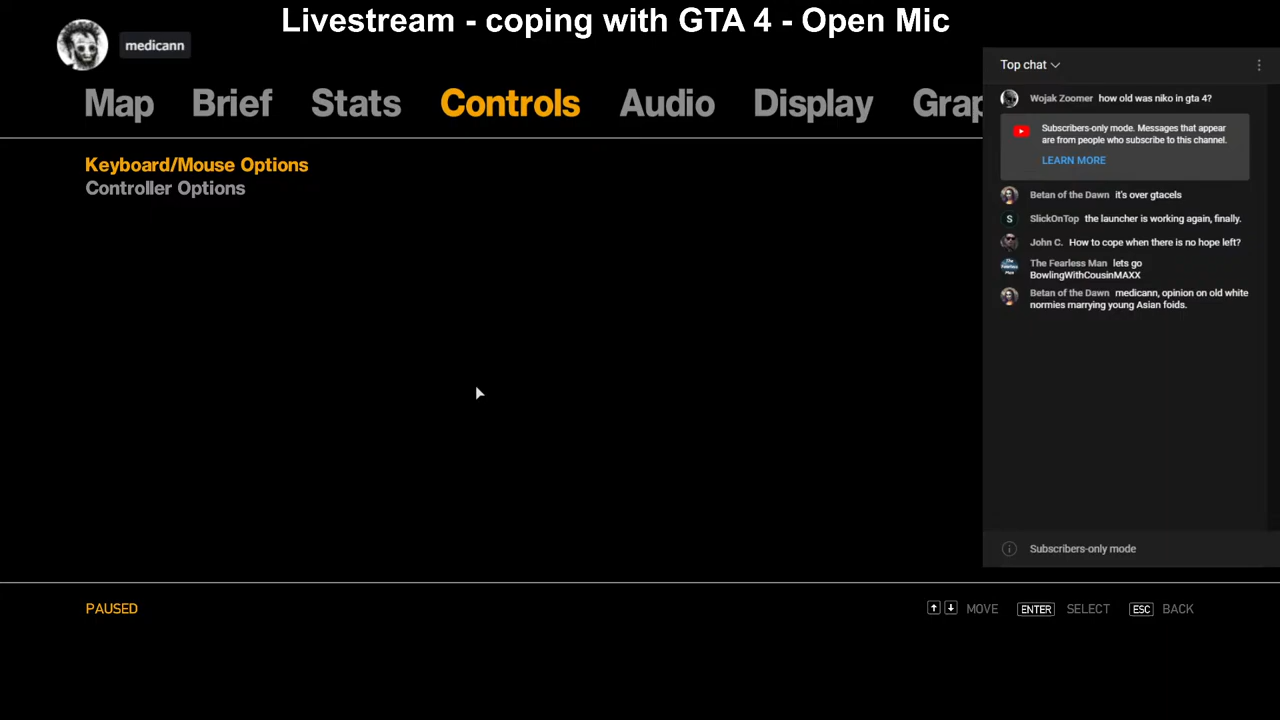 Livestream - coping with GTA 4 - Open Mic
medicann
Map Brief Stats Controls Audio Display Grap
Keyboard/Mouse Options
Controller Options
Top chat
Wojak Zoomer how old was niko in gta 4?
Subscribers-only mode. Messages that appear
are from people who subscribe to this channel.
LEARN MORE
Betan of the Dawn it's over gtacels
S SlickOnTop the launcher is working again, finally.
John C. How to cope when there is no hope left?
The Fearless Man lets go
BowlingWithCousinMAXX
Betan of the Dawn medicann, opinion on old white
normies marrying young Asian foids.
Subscribers-only mode
PAUSED
MOVE ENTER SELECT ESC BACK